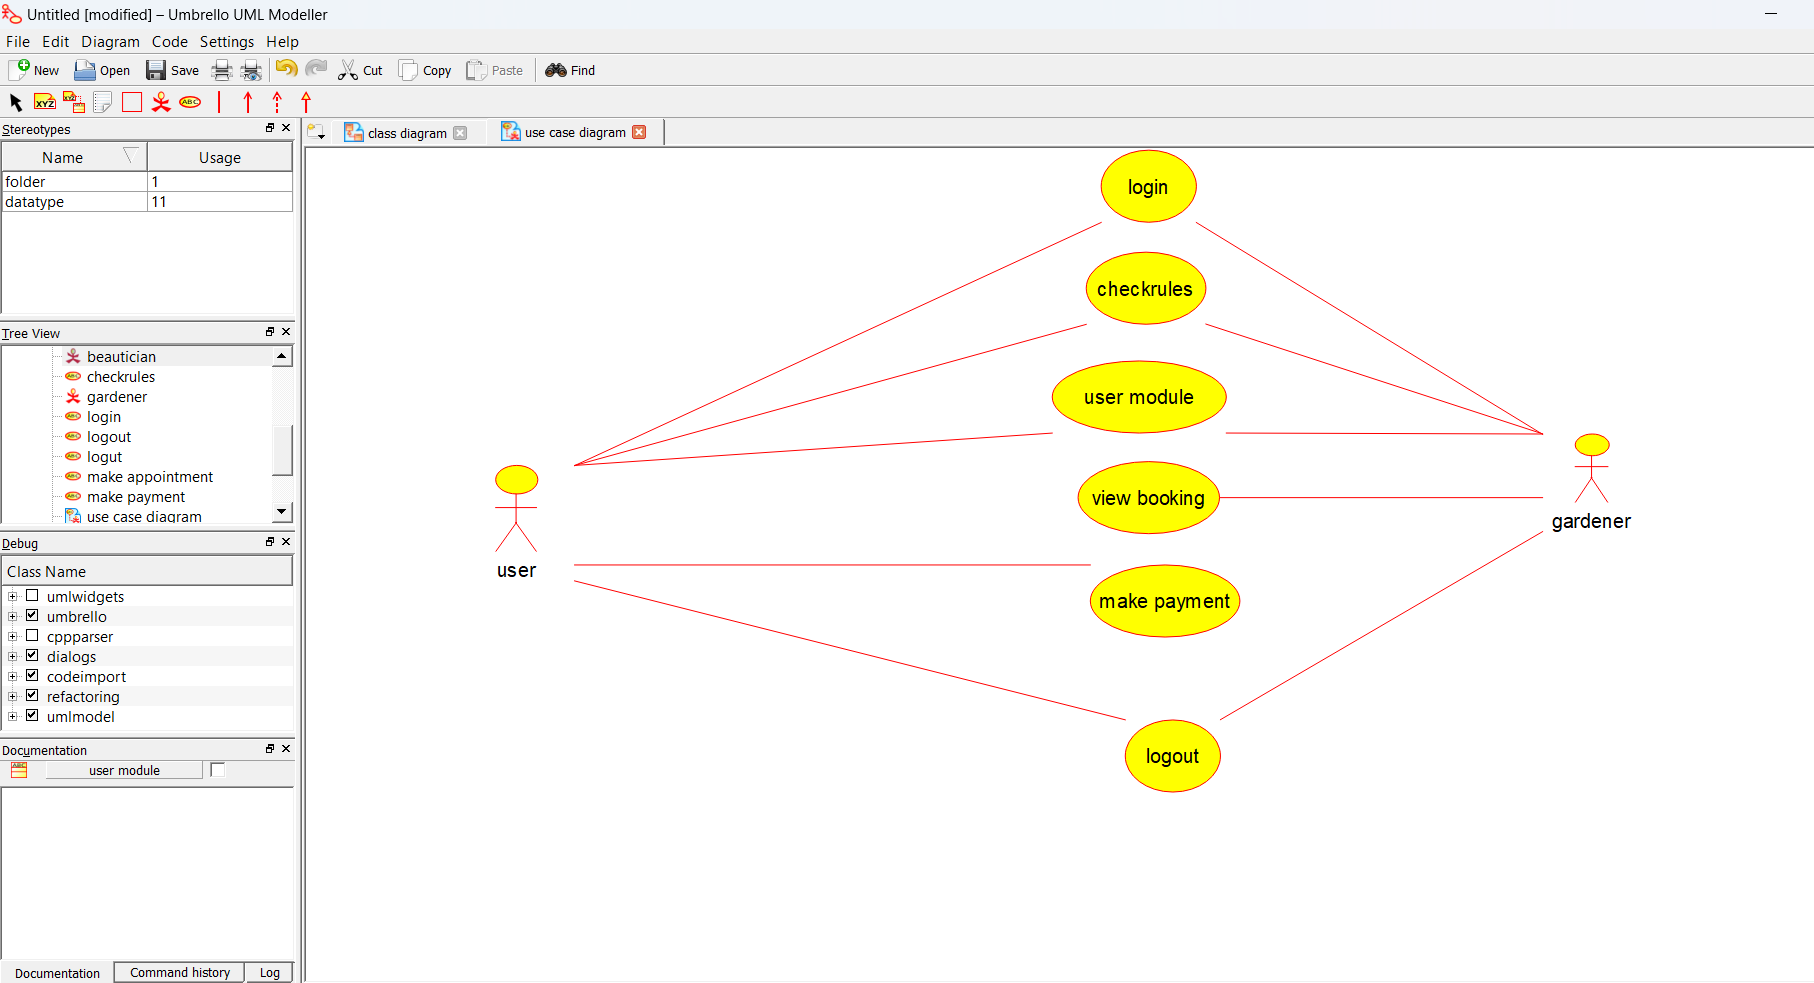 Untitled [modified] – Umbrello UML Modeller
File Edit Diagram Code Settings Help
New Open Save Cut Copy Paste Find
XYZ XYZ ABC
Stereotypes
Name Usage
folder 1
datatype 11
Tree View
beautician
checkrules
gardener
login
logout
logut
make appointment
make payment
use case diagram
Debug
Class Name
umlwidgets
umbrello
cppparser
dialogs
codeimport
refactoring
umlmodel
Documentation
user module
Documentation Command history Log
class diagram use case diagram
login
checkrules
user module
view booking
gardener
user
make payment
logout